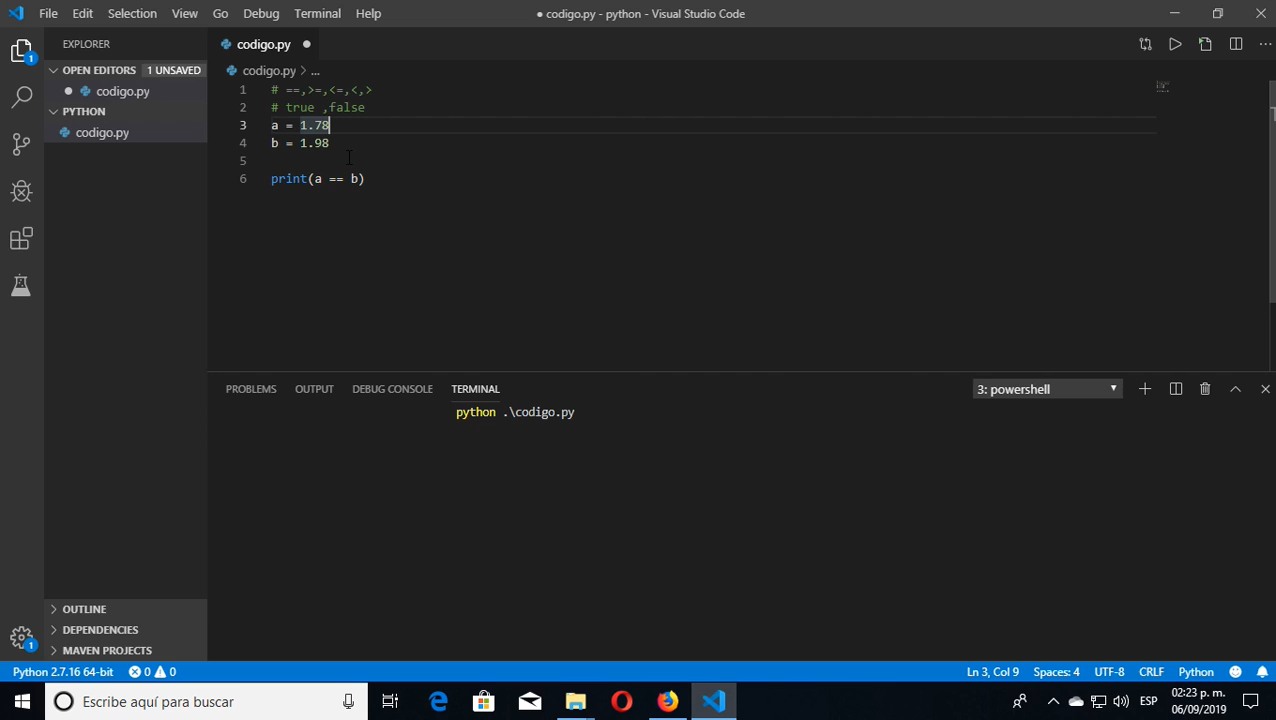 File Edit Selection View Go Debug Terminal Help
● codigo.py - python - Visual Studio Code
EXPLORER
codigo.py ●
OPEN EDITORS 1 UNSAVED
● codigo.py
PYTHON
codigo.py
codigo.py > ...
1 # ==,>=,<=,<,>
2 # true ,false
3 a = 1.78
4 b = 1.98
5
6 print(a == b)
PROBLEMS OUTPUT DEBUG CONSOLE TERMINAL
3: powershell
python .\codigo.py
OUTLINE
DEPENDENCIES
MAVEN PROJECTS
1
1
Python 2.7.16 64-bit 0 0
Ln 3, Col 9 Spaces: 4 UTF-8 CRLF Python
Escribe aquí para buscar
ESP
02:23 p. m.
06/09/2019